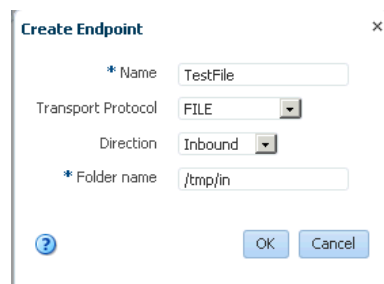 Create Endpoint
* Name TestFile
Transport Protocol FILE
Direction Inbound
* Folder name /tmp/in
? OK Cancel